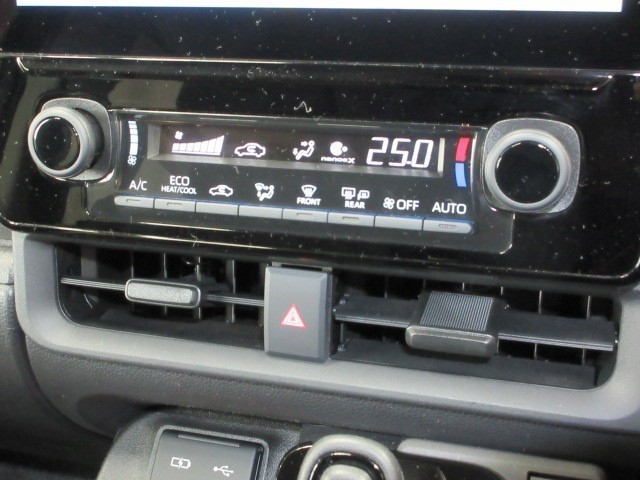 nanoeX 25.0
A/C ECO FRONT REAR OFF AUTO
HEAT/COOL